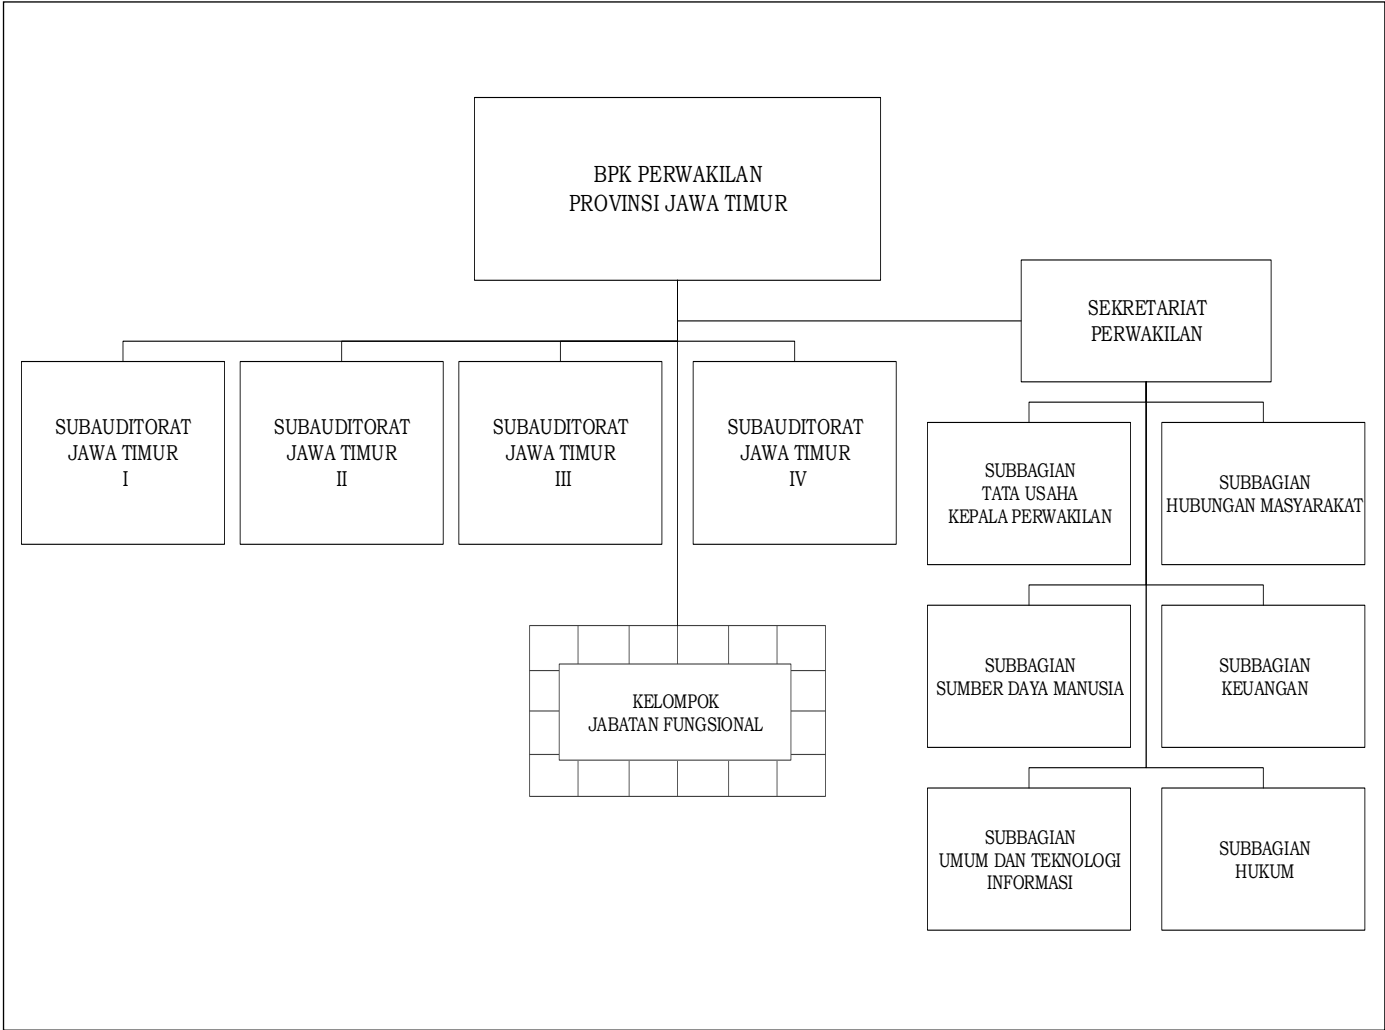 BPK PERWAKILAN
PROVINSI JAWA TIMUR
SEKRETARIAT
PERWAKILAN
SUBAUDITORAT
JAWA TIMUR
I
SUBAUDITORAT
JAWA TIMUR
II
SUBAUDITORAT
JAWA TIMUR
III
SUBAUDITORAT
JAWA TIMUR
IV
SUBBAGIAN
TATA USAHA
KEPALA PERWAKILAN
SUBBAGIAN
HUBUNGAN MASYARAKAT
SUBBAGIAN
SUMBER DAYA MANUSIA
SUBBAGIAN
KEUANGAN
KELOMPOK
JABATAN FUNGSIONAL
SUBBAGIAN
UMUM DAN TEKNOLOGI
INFORMASI
SUBBAGIAN
HUKUM